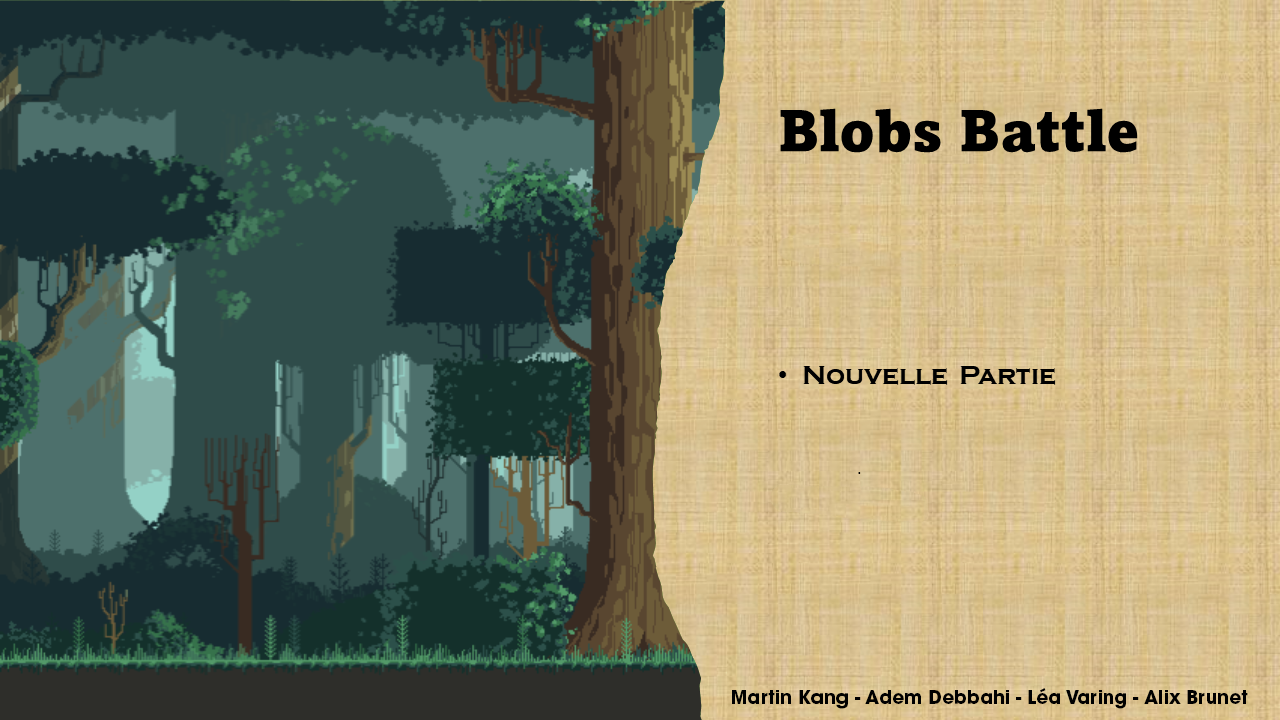 Blobs Battle
• Nouvelle Partie
Martin Kang - Adem Debbahi - Léa Varing - Alix Brunet